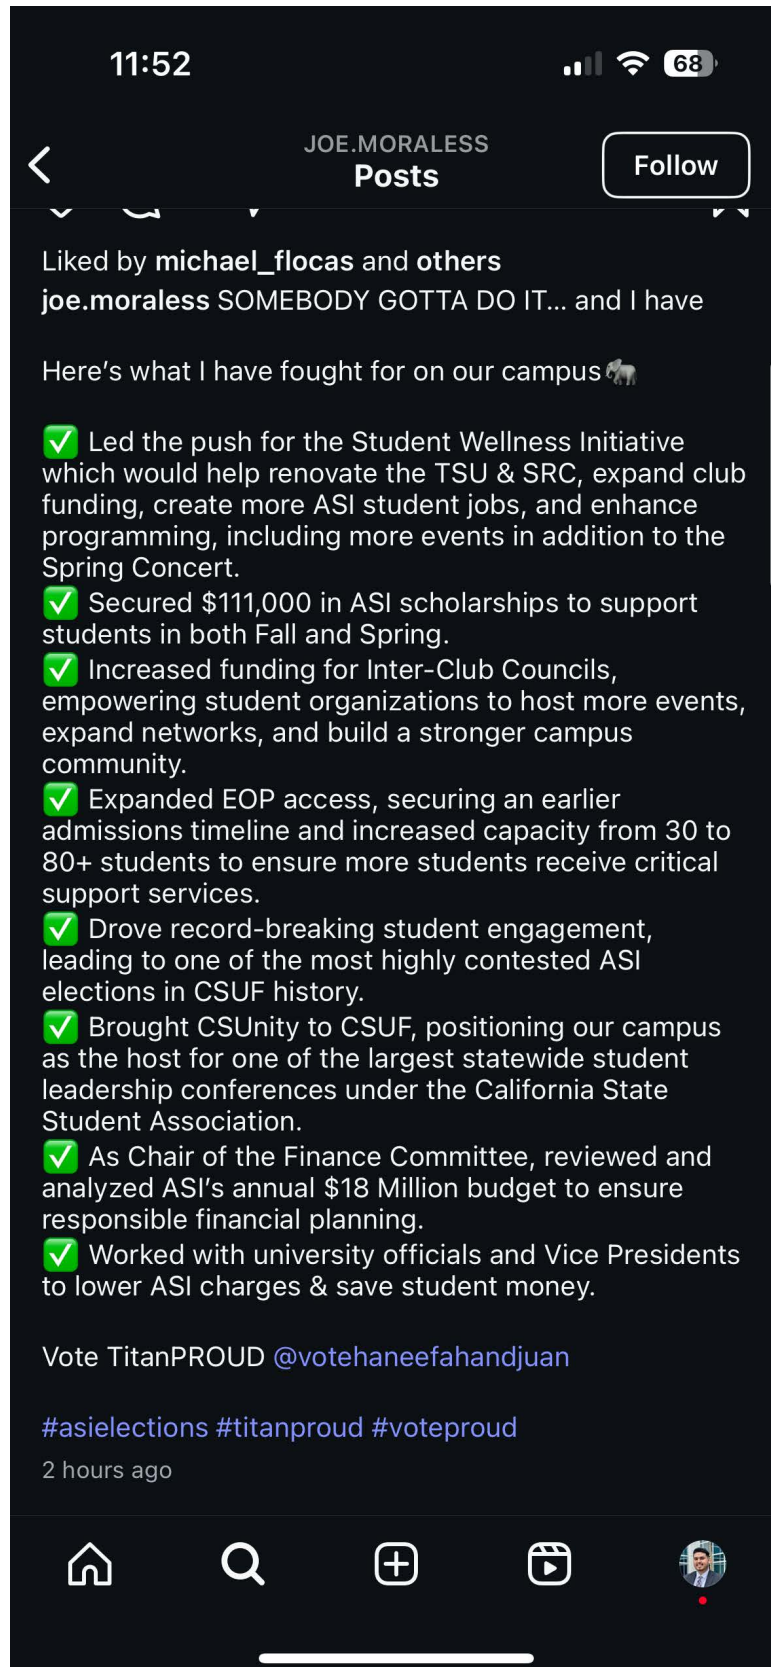 11:52
68
JOE.MORALESS
Posts
Follow
Liked by michael_flocas and others
joe.moraless SOMEBODY GOTTA DO IT... and I have
Here’s what I have fought for on our campus🐘
✅ Led the push for the Student Wellness Initiative
which would help renovate the TSU & SRC, expand club
funding, create more ASI student jobs, and enhance
programming, including more events in addition to the
Spring Concert.
✅ Secured $111,000 in ASI scholarships to support
students in both Fall and Spring.
✅ Increased funding for Inter-Club Councils,
empowering student organizations to host more events,
expand networks, and build a stronger campus
community.
✅ Expanded EOP access, securing an earlier
admissions timeline and increased capacity from 30 to
80+ students to ensure more students receive critical
support services.
✅ Drove record-breaking student engagement,
leading to one of the most highly contested ASI
elections in CSUF history.
✅ Brought CSUnity to CSUF, positioning our campus
as the host for one of the largest statewide student
leadership conferences under the California State
Student Association.
✅ As Chair of the Finance Committee, reviewed and
analyzed ASI’s annual $18 Million budget to ensure
responsible financial planning.
✅ Worked with university officials and Vice Presidents
to lower ASI charges & save student money.
Vote TitanPROUD @votehaneefahandjuan
#asielections #titanproud #voteproud
2 hours ago